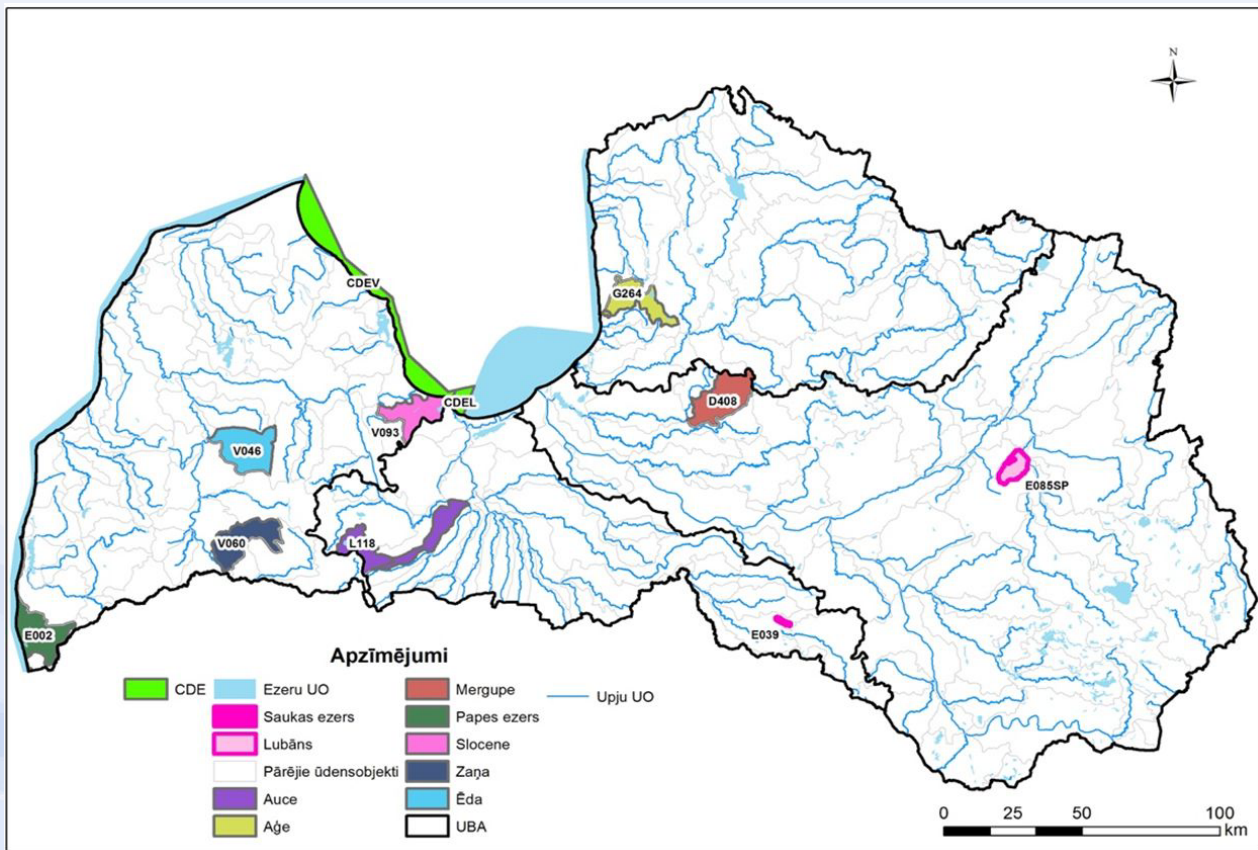 N
CDEV
G264
CDEL
D408
V093
V046
E085SP
V060
L118
E002
E039
Apzīmējumi
CDE
Ezeru UO
Mergupe
Upju UO
Saukas ezers
Papes ezers
Lubāns
Slocene
Pārējie ūdensobjekti
Zaņa
Auce
Ēda
Aģe
UBA
0 25 50 100
km